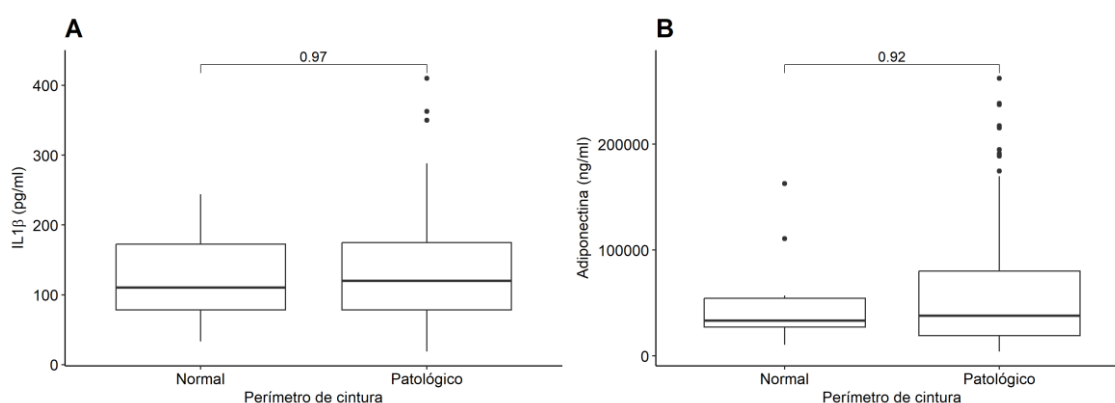 A
0.97
400
300
200
100
0
IL1β (pg/ml)
Normal
Patológico
Perímetro de cintura
B
0.92
200000
100000
0
Adiponectina (ng/ml)
Normal
Patológico
Perímetro de cintura